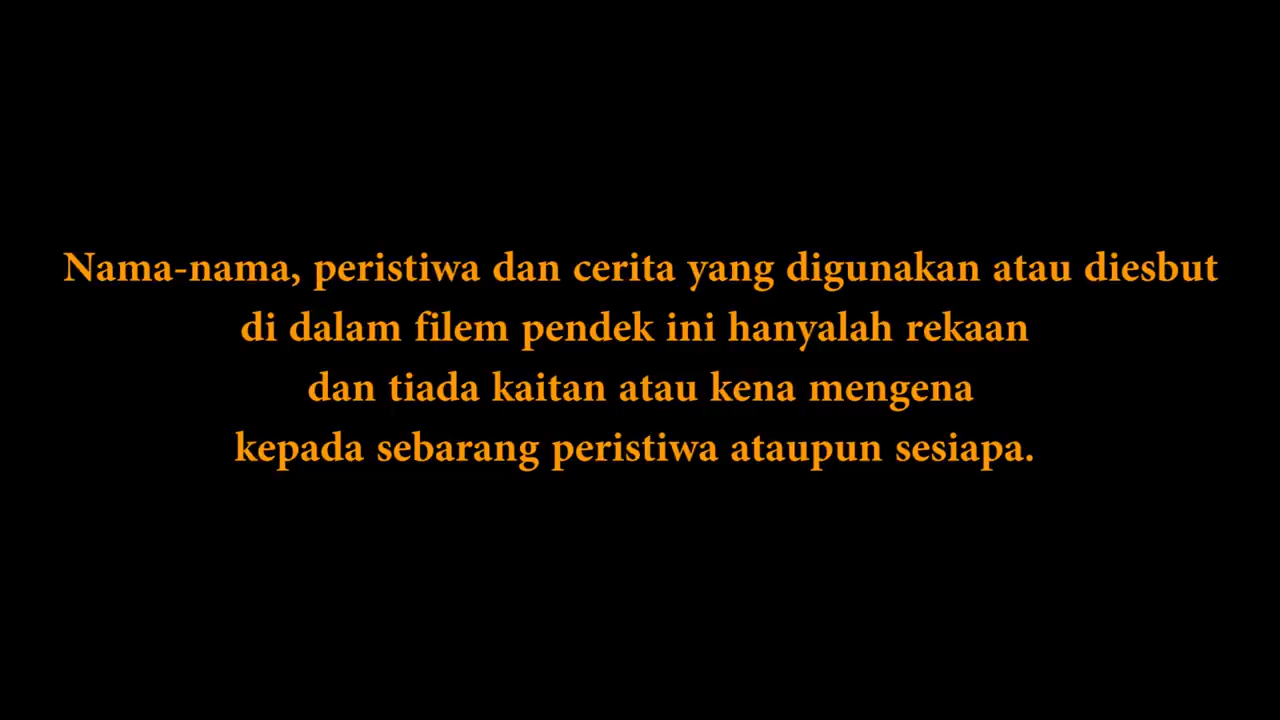 Nama-nama, peristiwa dan cerita yang digunakan atau diesbut
di dalam filem pendek ini hanyalah rekaan
dan tiada kaitan atau kena mengena
kepada sebarang peristiwa ataupun sesiapa.